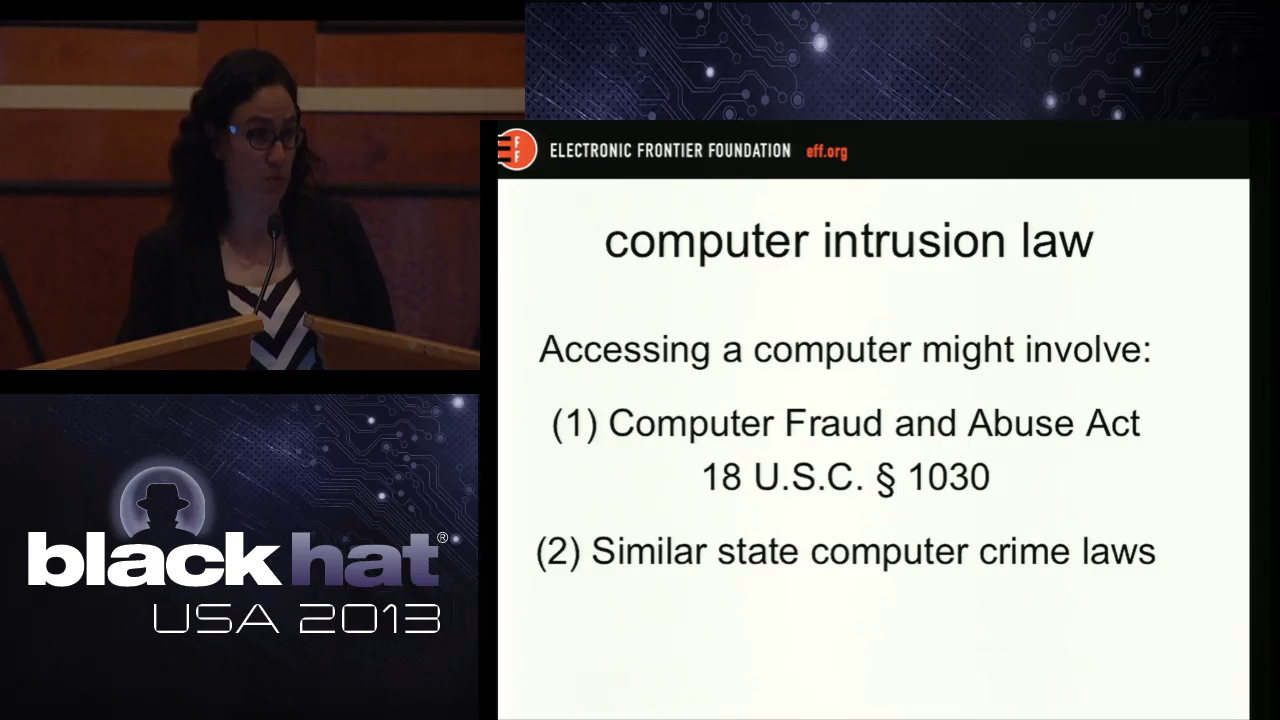 ELECTRONIC FRONTIER FOUNDATION eff.org
computer intrusion law
Accessing a computer might involve:
(1) Computer Fraud and Abuse Act
18 U.S.C. § 1030
(2) Similar state computer crime laws
EFF
black hat®
USA 2013